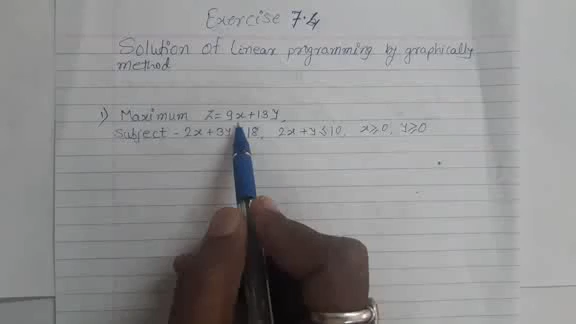 Exercise 7.4
Solution of Linear prigramming by graphically
method
1) Maximum Z=9x+13y.
Subject - 2x+3y 18, 2x+y≤10, x≥0, y≥0